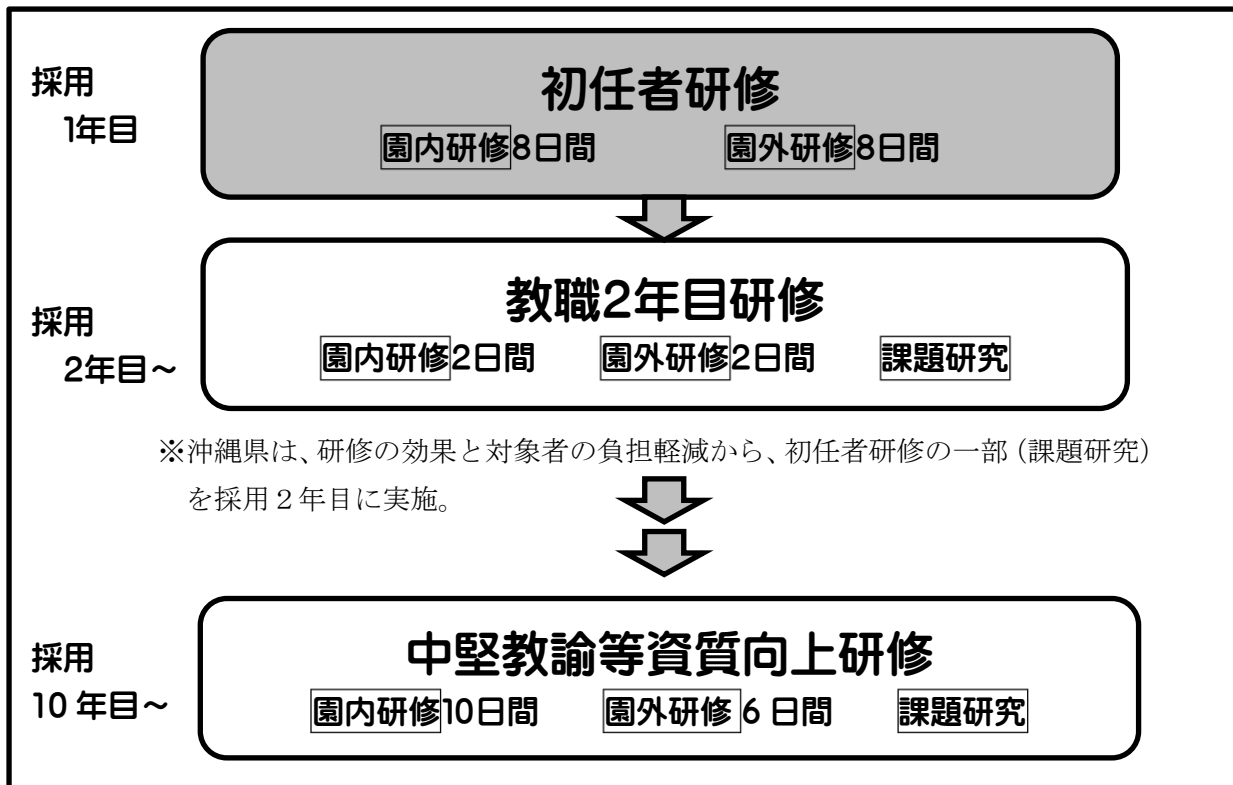 採用
1年目
初任者研修
園内研修8日間 園外研修8日間
採用
2年目～
教職2年目研修
園内研修2日間 園外研修2日間 課題研究
※沖縄県は、研修の効果と対象者の負担軽減から、初任者研修の一部（課題研究）
を採用２年目に実施。
採用
10年目～
中堅教諭等資質向上研修
園内研修10日間 園外研修 6日間 課題研究